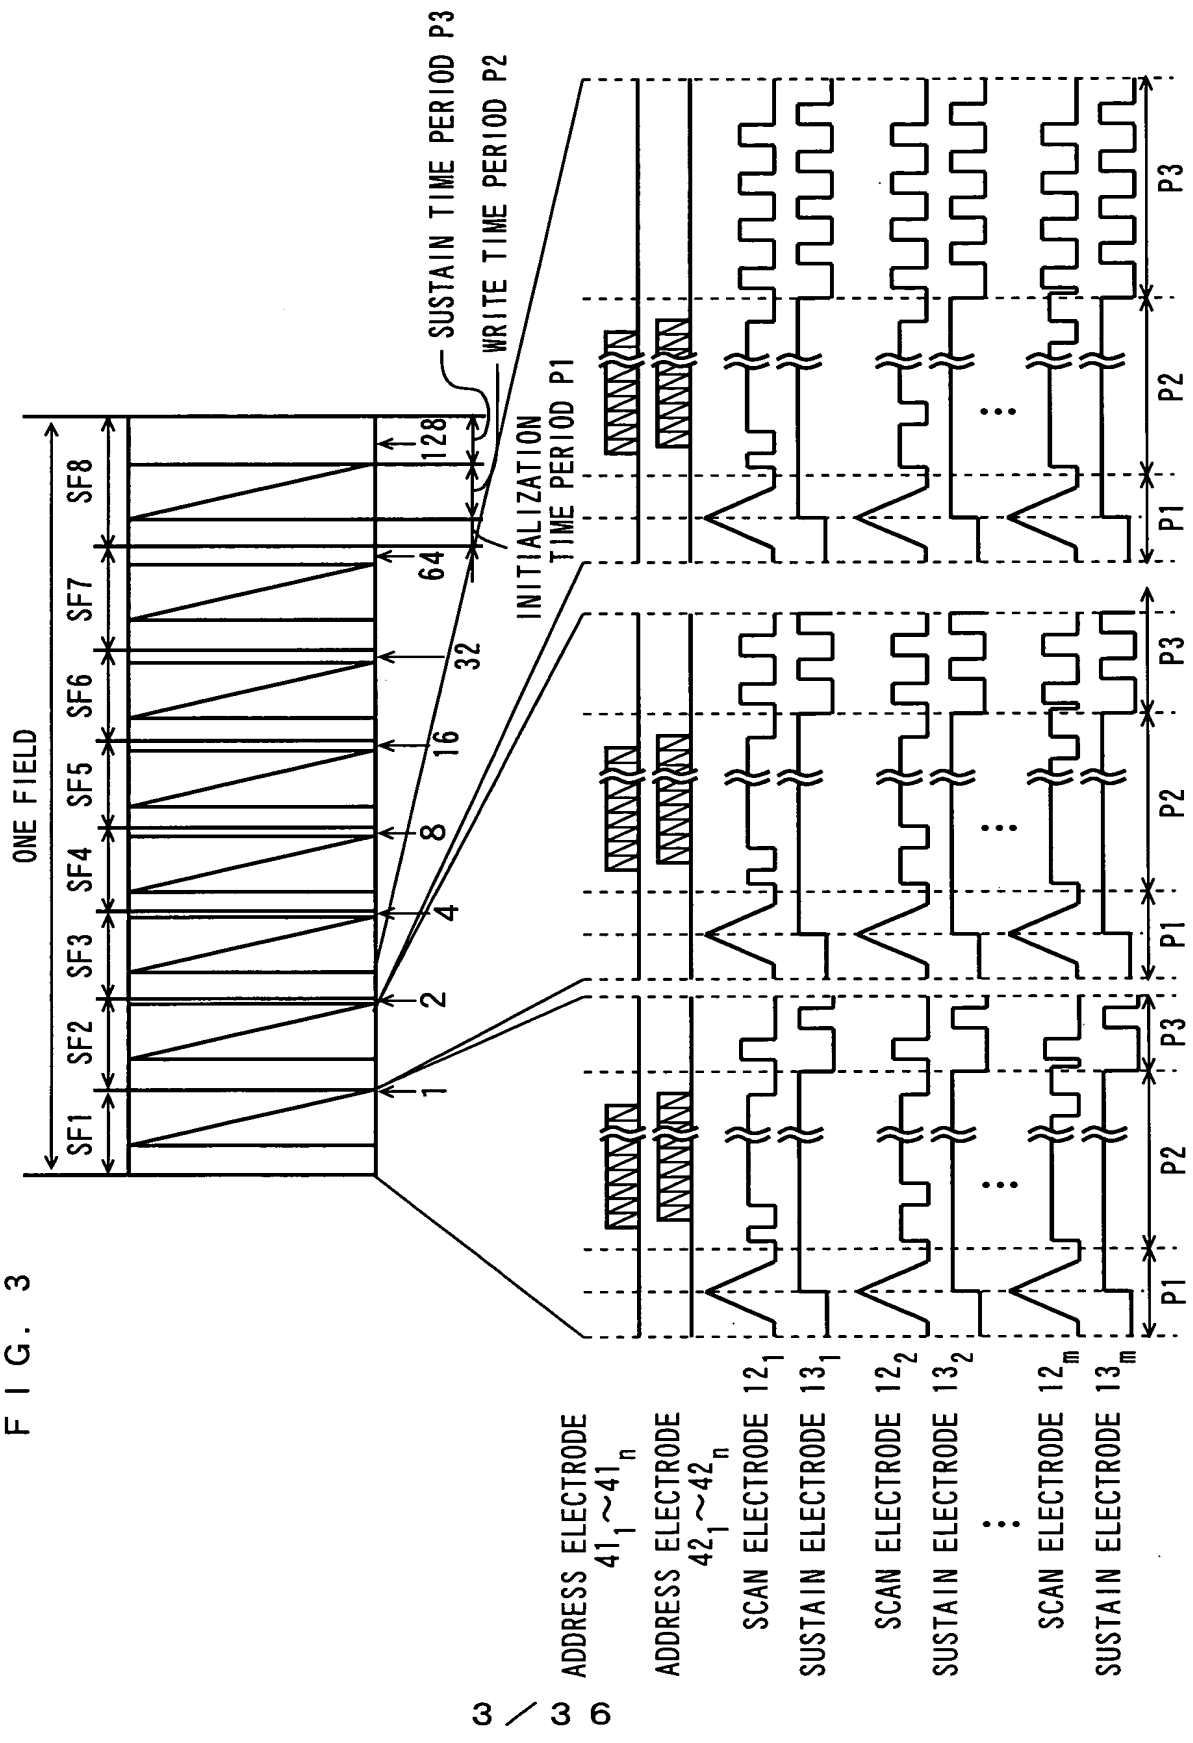 FIG. 3
ONE FIELD
SF1 SF2 SF3 SF4 SF5 SF6 SF7 SF8
1 2 4 8 16 32 64 128
SUSTAIN TIME PERIOD P3
WRITE TIME PERIOD P2
INITIALIZATION
TIME PERIOD P1
ADDRESS ELECTRODE
41₁~41ₙ
ADDRESS ELECTRODE
42₁~42ₙ
SCAN ELECTRODE 12₁
SUSTAIN ELECTRODE 13₁
SCAN ELECTRODE 12₂
SUSTAIN ELECTRODE 13₂
SCAN ELECTRODE 12ₘ
SUSTAIN ELECTRODE 13ₘ
P1 P2 P3 P1 P2 P3 P1 P2 P3
3/36